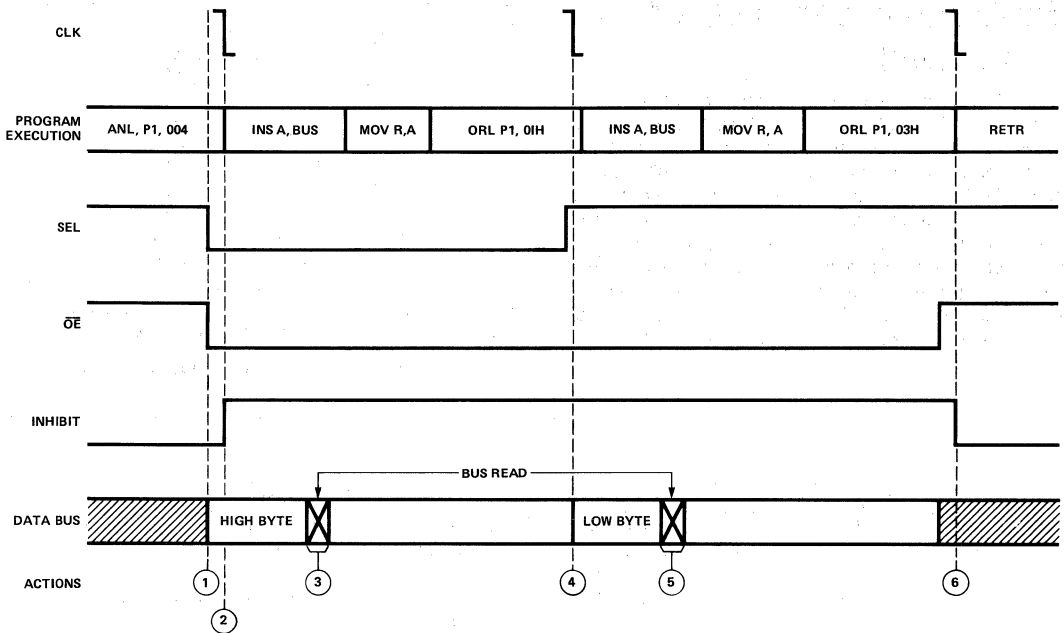 CLK
PROGRAM EXECUTION
ANL, P1, 004
INS A, BUS
MOV R,A
ORL P1, 01H
INS A, BUS
MOV R, A
ORL P1, 03H
RETR
SEL
OE
INHIBIT
BUS READ
DATA BUS
HIGH BYTE
LOW BYTE
ACTIONS
1
2
3
4
5
6